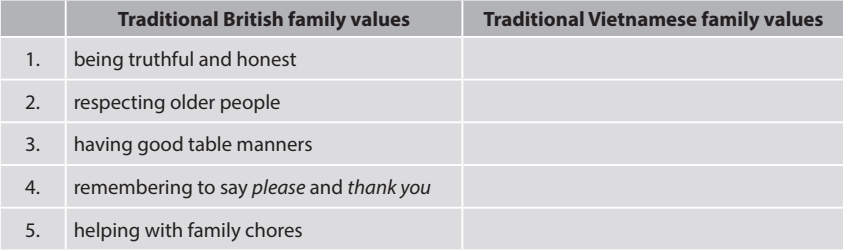 Traditional British family values Traditional Vietnamese family values
1. being truthful and honest
2. respecting older people
3. having good table manners
4. remembering to say please and thank you
5. helping with family chores